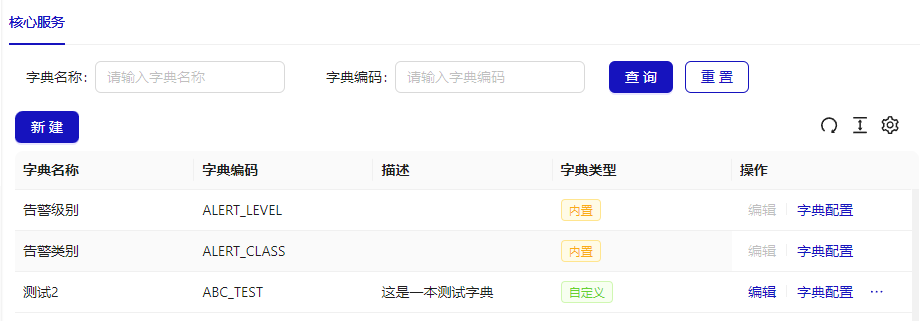 核心服务
字典名称: 请输入字典名称 字典编码: 请输入字典编码 查 询 重 置
新 建
字典名称 字典编码 描述 字典类型 操作
告警级别 ALERT_LEVEL 内置 编辑 字典配置
告警类别 ALERT_CLASS 内置 编辑 字典配置
测试2 ABC_TEST 这是一本测试字典 自定义 编辑 字典配置 ···